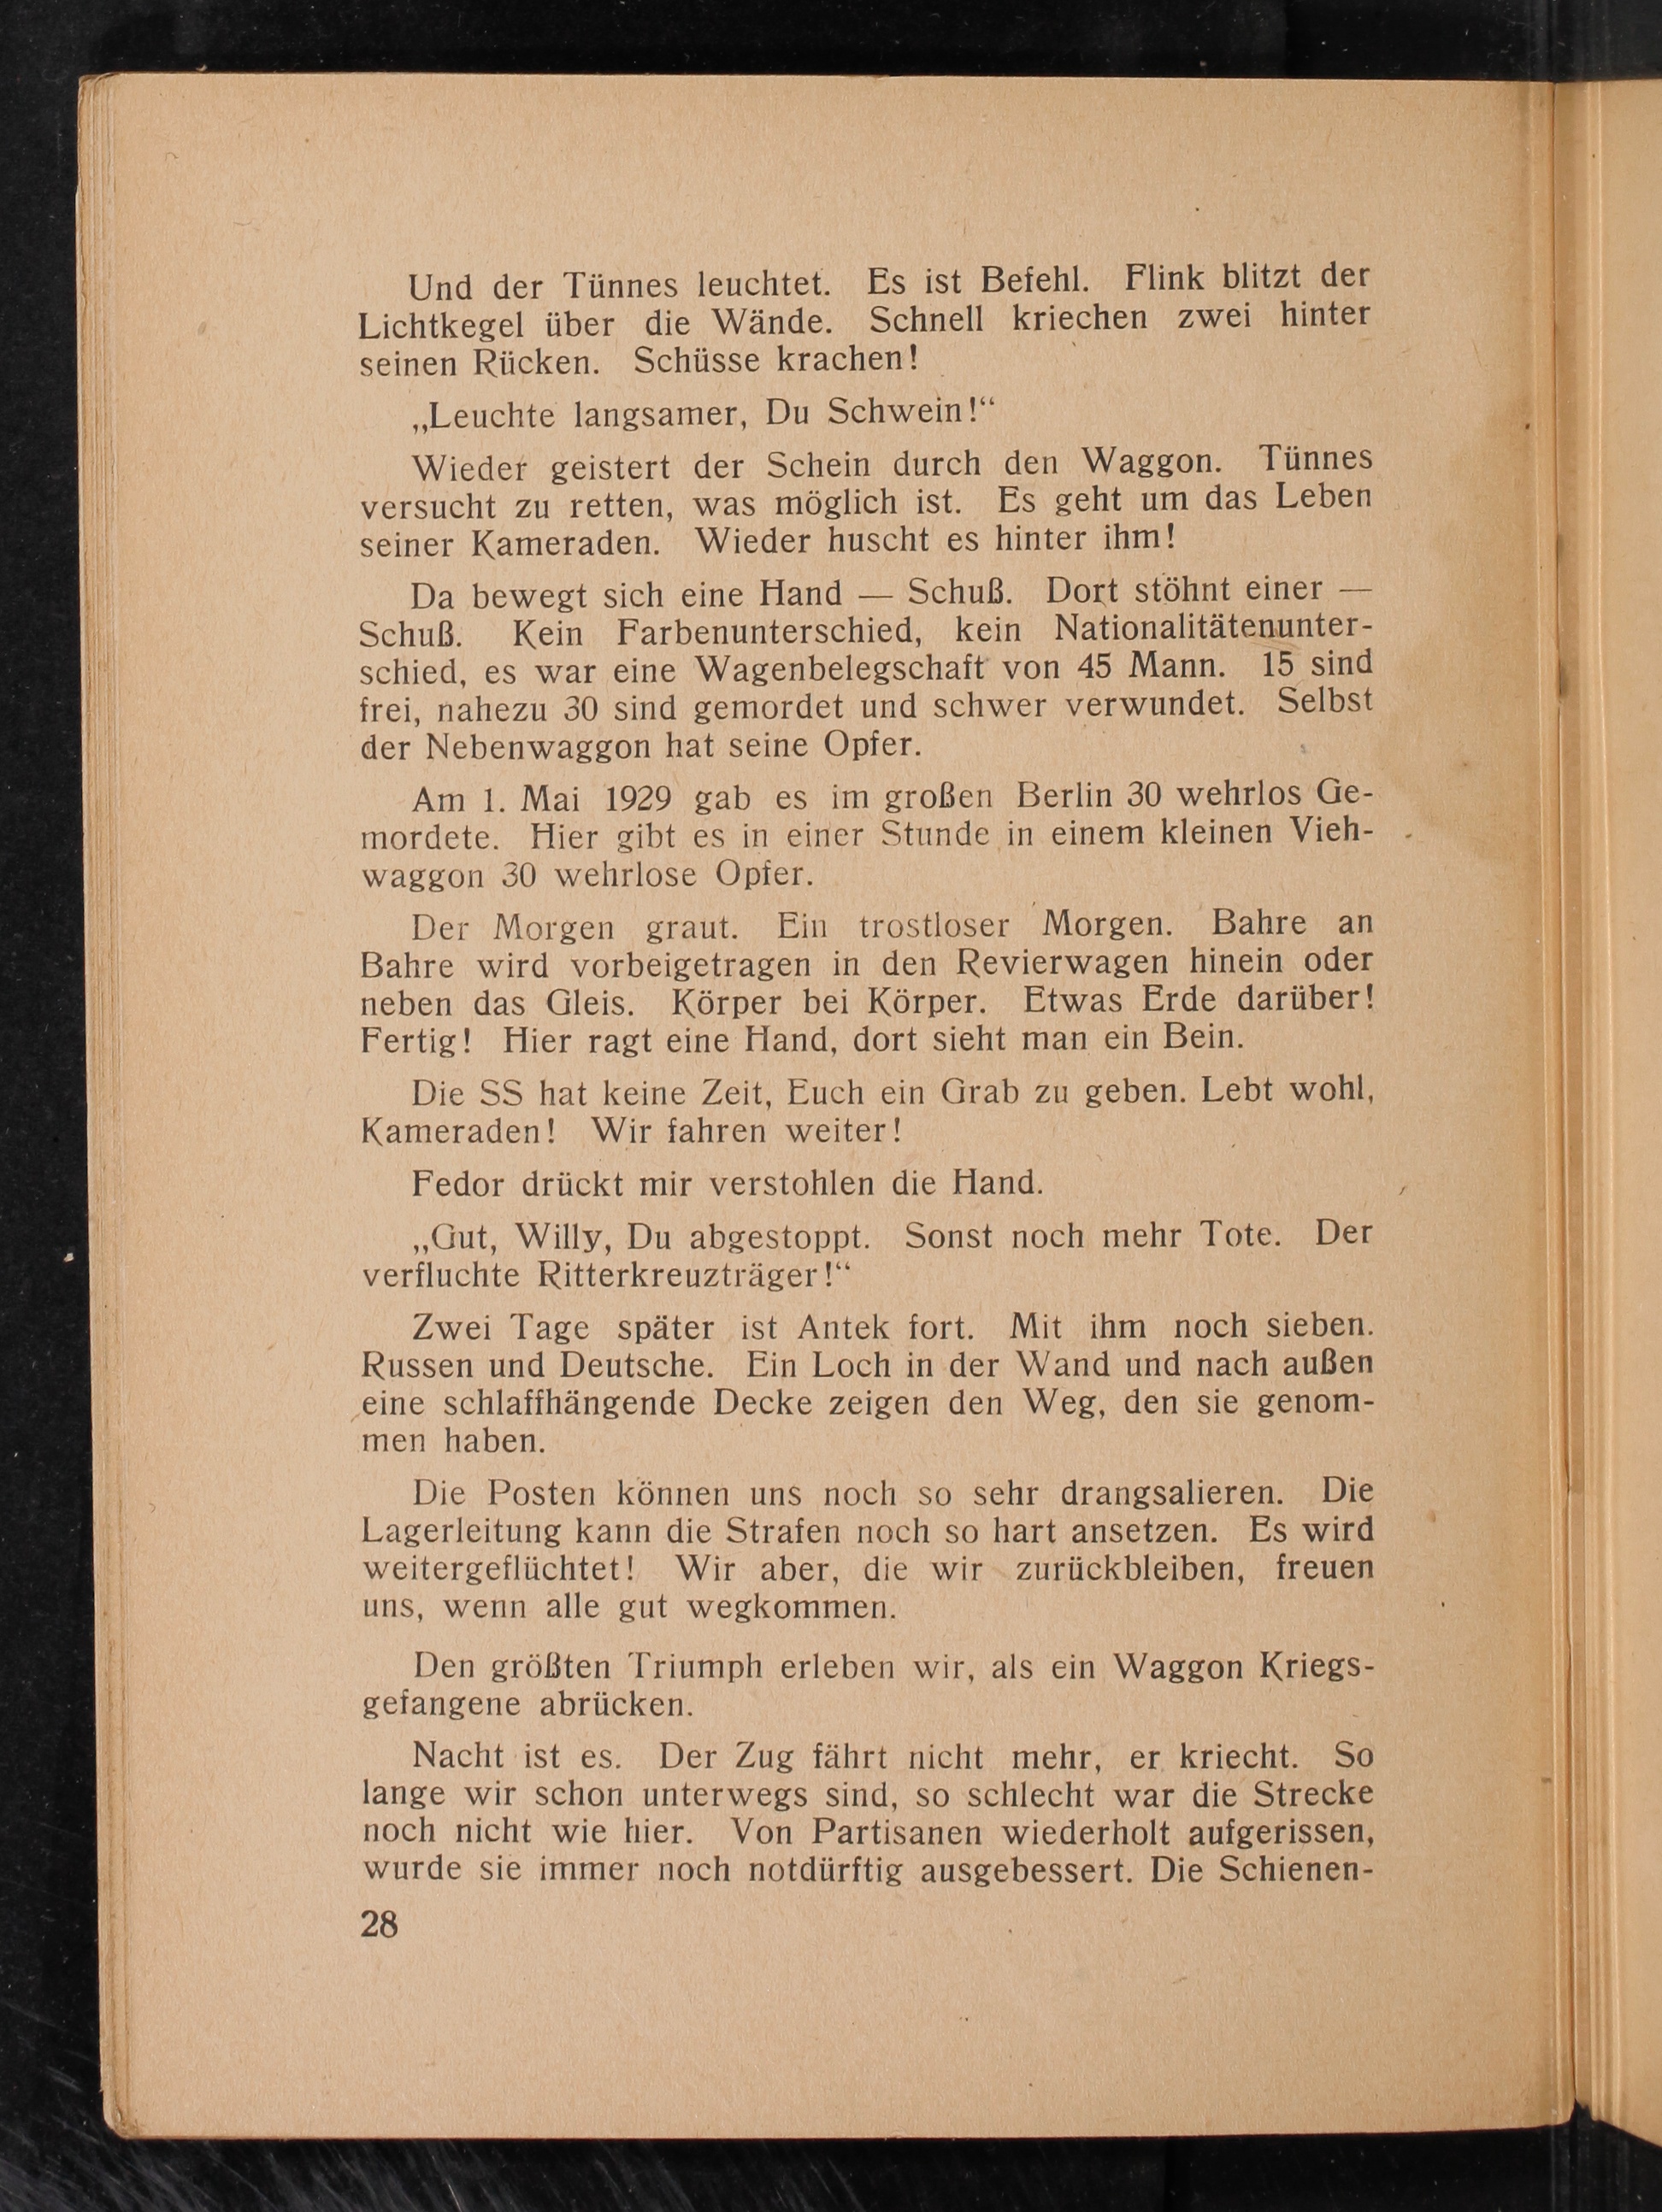 Und der Tünnes leuchtet. Es ist Befehl. Flink blitzt der
Lichtkegel über die Wände. Schnell kriechen zwei hinter
seinen Rücken. Schüsse krachen!
„Leuchte langsamer, Du Schwein!“
Wieder geistert der Schein durch den Waggon. Tünnes
versucht zu retten, was möglich ist. Es geht um das Leben
seiner Kameraden. Wieder huscht es hinter ihm!
Da bewegt sich eine Hand — Schuß. Dort stöhnt einer —
Schuß. Kein Farbenunterschied, kein Nationalitätenunter-
schied, es war eine Wagenbelegschaft von 45 Mann. 15 sind
frei, nahezu 30 sind gemordet und schwer verwundet. Selbst
der Nebenwaggon hat seine Opfer.
Am 1. Mai 1929 gab es im großen Berlin 30 wehrlos Ge-
mordete. Hier gibt es in einer Stunde in einem kleinen Vieh-
waggon 30 wehrlose Opfer.
Der Morgen graut. Ein trostloser Morgen. Bahre an
Bahre wird vorbeigetragen in den Revierwagen hinein oder
neben das Gleis. Körper bei Körper. Etwas Erde darüber!
Fertig! Hier ragt eine Hand, dort sieht man ein Bein.
Die SS hat keine Zeit, Euch ein Grab zu geben. Lebt wohl,
Kameraden! Wir fahren weiter!
Fedor drückt mir verstohlen die Hand.
„Gut, Willy, Du abgestoppt. Sonst noch mehr Tote. Der
verfluchte Ritterkreuzträger!“
Zwei Tage später ist Antek fort. Mit ihm noch sieben.
Russen und Deutsche. Ein Loch in der Wand und nach außen
eine schlaffhängende Decke zeigen den Weg, den sie genom-
men haben.
Die Posten können uns noch so sehr drangsalieren. Die
Lagerleitung kann die Strafen noch so hart ansetzen. Es wird
weitergeflüchtet! Wir aber, die wir zurückbleiben, freuen
uns, wenn alle gut wegkommen.
Den größten Triumph erleben wir, als ein Waggon Kriegs-
gefangene abrücken.
Nacht ist es. Der Zug fährt nicht mehr, er kriecht. So
lange wir schon unterwegs sind, so schlecht war die Strecke
noch nicht wie hier. Von Partisanen wiederholt aufgerissen,
wurde sie immer noch notdürftig ausgebessert. Die Schienen-
28